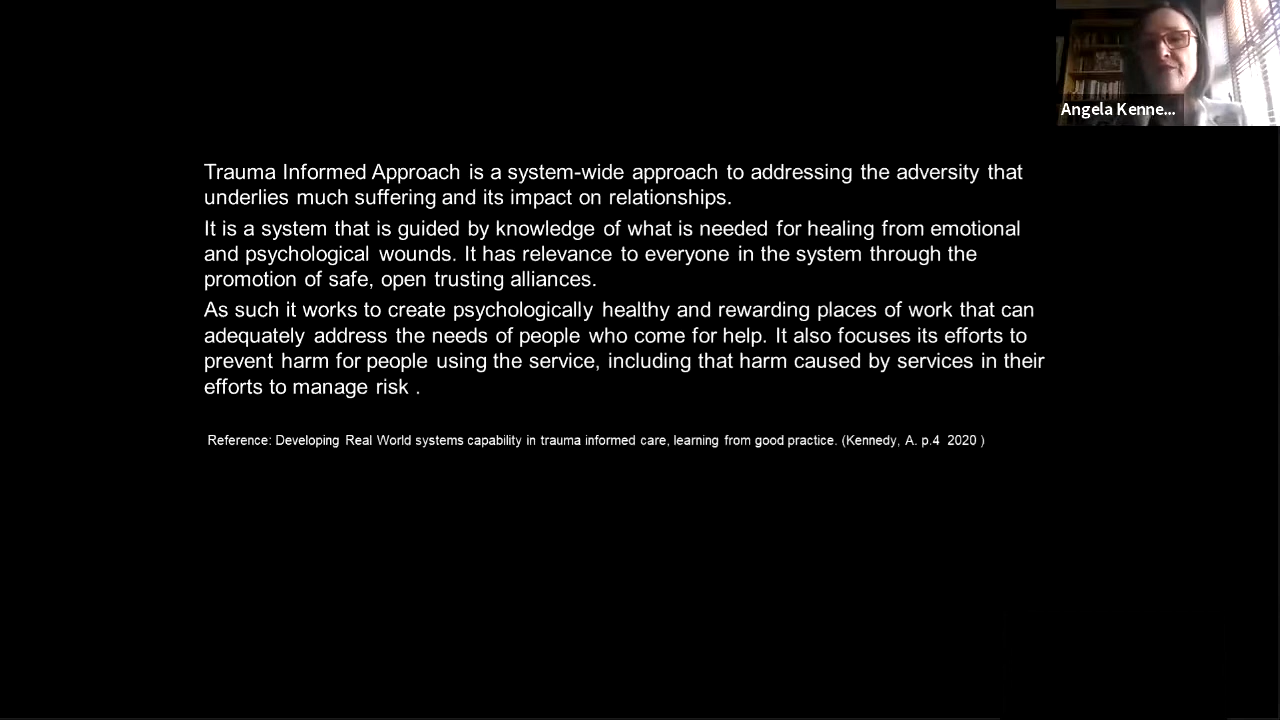 Angela Kenne...
Trauma Informed Approach is a system-wide approach to addressing the adversity that
underlies much suffering and its impact on relationships.
It is a system that is guided by knowledge of what is needed for healing from emotional
and psychological wounds. It has relevance to everyone in the system through the
promotion of safe, open trusting alliances.
As such it works to create psychologically healthy and rewarding places of work that can
adequately address the needs of people who come for help. It also focuses its efforts to
prevent harm for people using the service, including that harm caused by services in their
efforts to manage risk .
Reference: Developing Real World systems capability in trauma informed care, learning from good practice. (Kennedy, A. p.4 2020 )